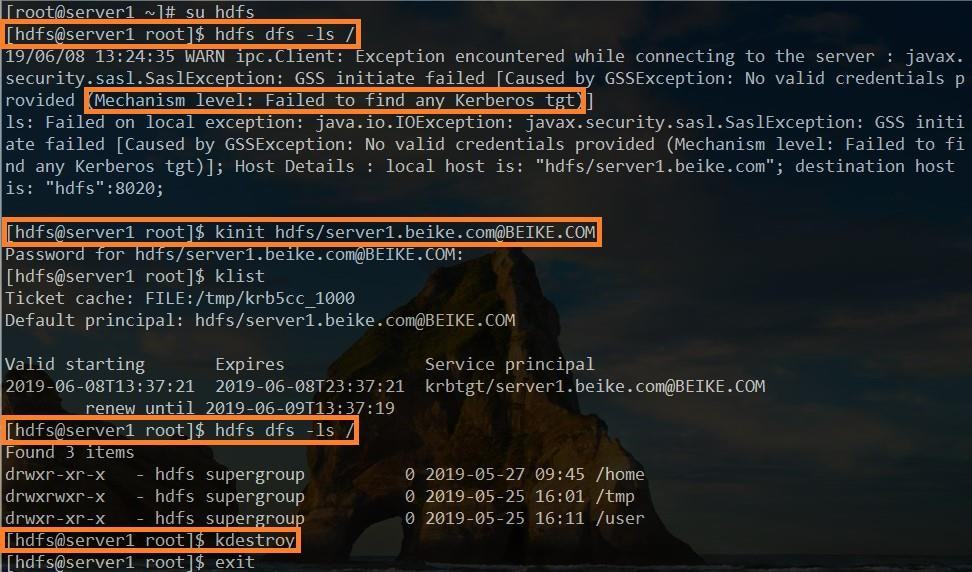 [root@server1 ~]# su hdfs
[hdfs@server1 root]$ hdfs dfs -ls /
19/06/08 13:24:35 WARN ipc.Client: Exception encountered while connecting to the server : javax.
security.sasl.SaslException: GSS initiate failed [Caused by GSSException: No valid credentials p
rovided (Mechanism level: Failed to find any Kerberos tgt)]
ls: Failed on local exception: java.io.IOException: javax.security.sasl.SaslException: GSS initi
ate failed [Caused by GSSException: No valid credentials provided (Mechanism level: Failed to fi
nd any Kerberos tgt)]; Host Details : local host is: "hdfs/server1.beike.com"; destination host
is: "hdfs":8020;
[hdfs@server1 root]$ kinit hdfs/server1.beike.com@BEIKE.COM
Password for hdfs/server1.beike.com@BEIKE.COM:
[hdfs@server1 root]$ klist
Ticket cache: FILE:/tmp/krb5cc_1000
Default principal: hdfs/server1.beike.com@BEIKE.COM
Valid starting       Expires              Service principal
2019-06-08T13:37:21  2019-06-08T23:37:21  krbtgt/server1.beike.com@BEIKE.COM
        renew until 2019-06-09T13:37:19
[hdfs@server1 root]$ hdfs dfs -ls /
Found 3 items
drwxr-xr-x   - hdfs supergroup          0 2019-05-27 09:45 /home
drwxrwxr-x   - hdfs supergroup          0 2019-05-25 16:01 /tmp
drwxr-xr-x   - hdfs supergroup          0 2019-05-25 16:11 /user
[hdfs@server1 root]$ kdestroy
[hdfs@server1 root]$ exit